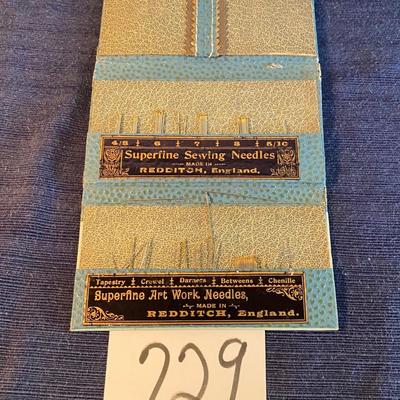 4/8 6 7 8 5/10
Superfine Sewing Needles
MADE IN
REDDITCH, England.
Tapestry Crewel Darners Betweens Chenille
Superfine Art Work Needles,
MADE IN
REDDITCH, England.
729